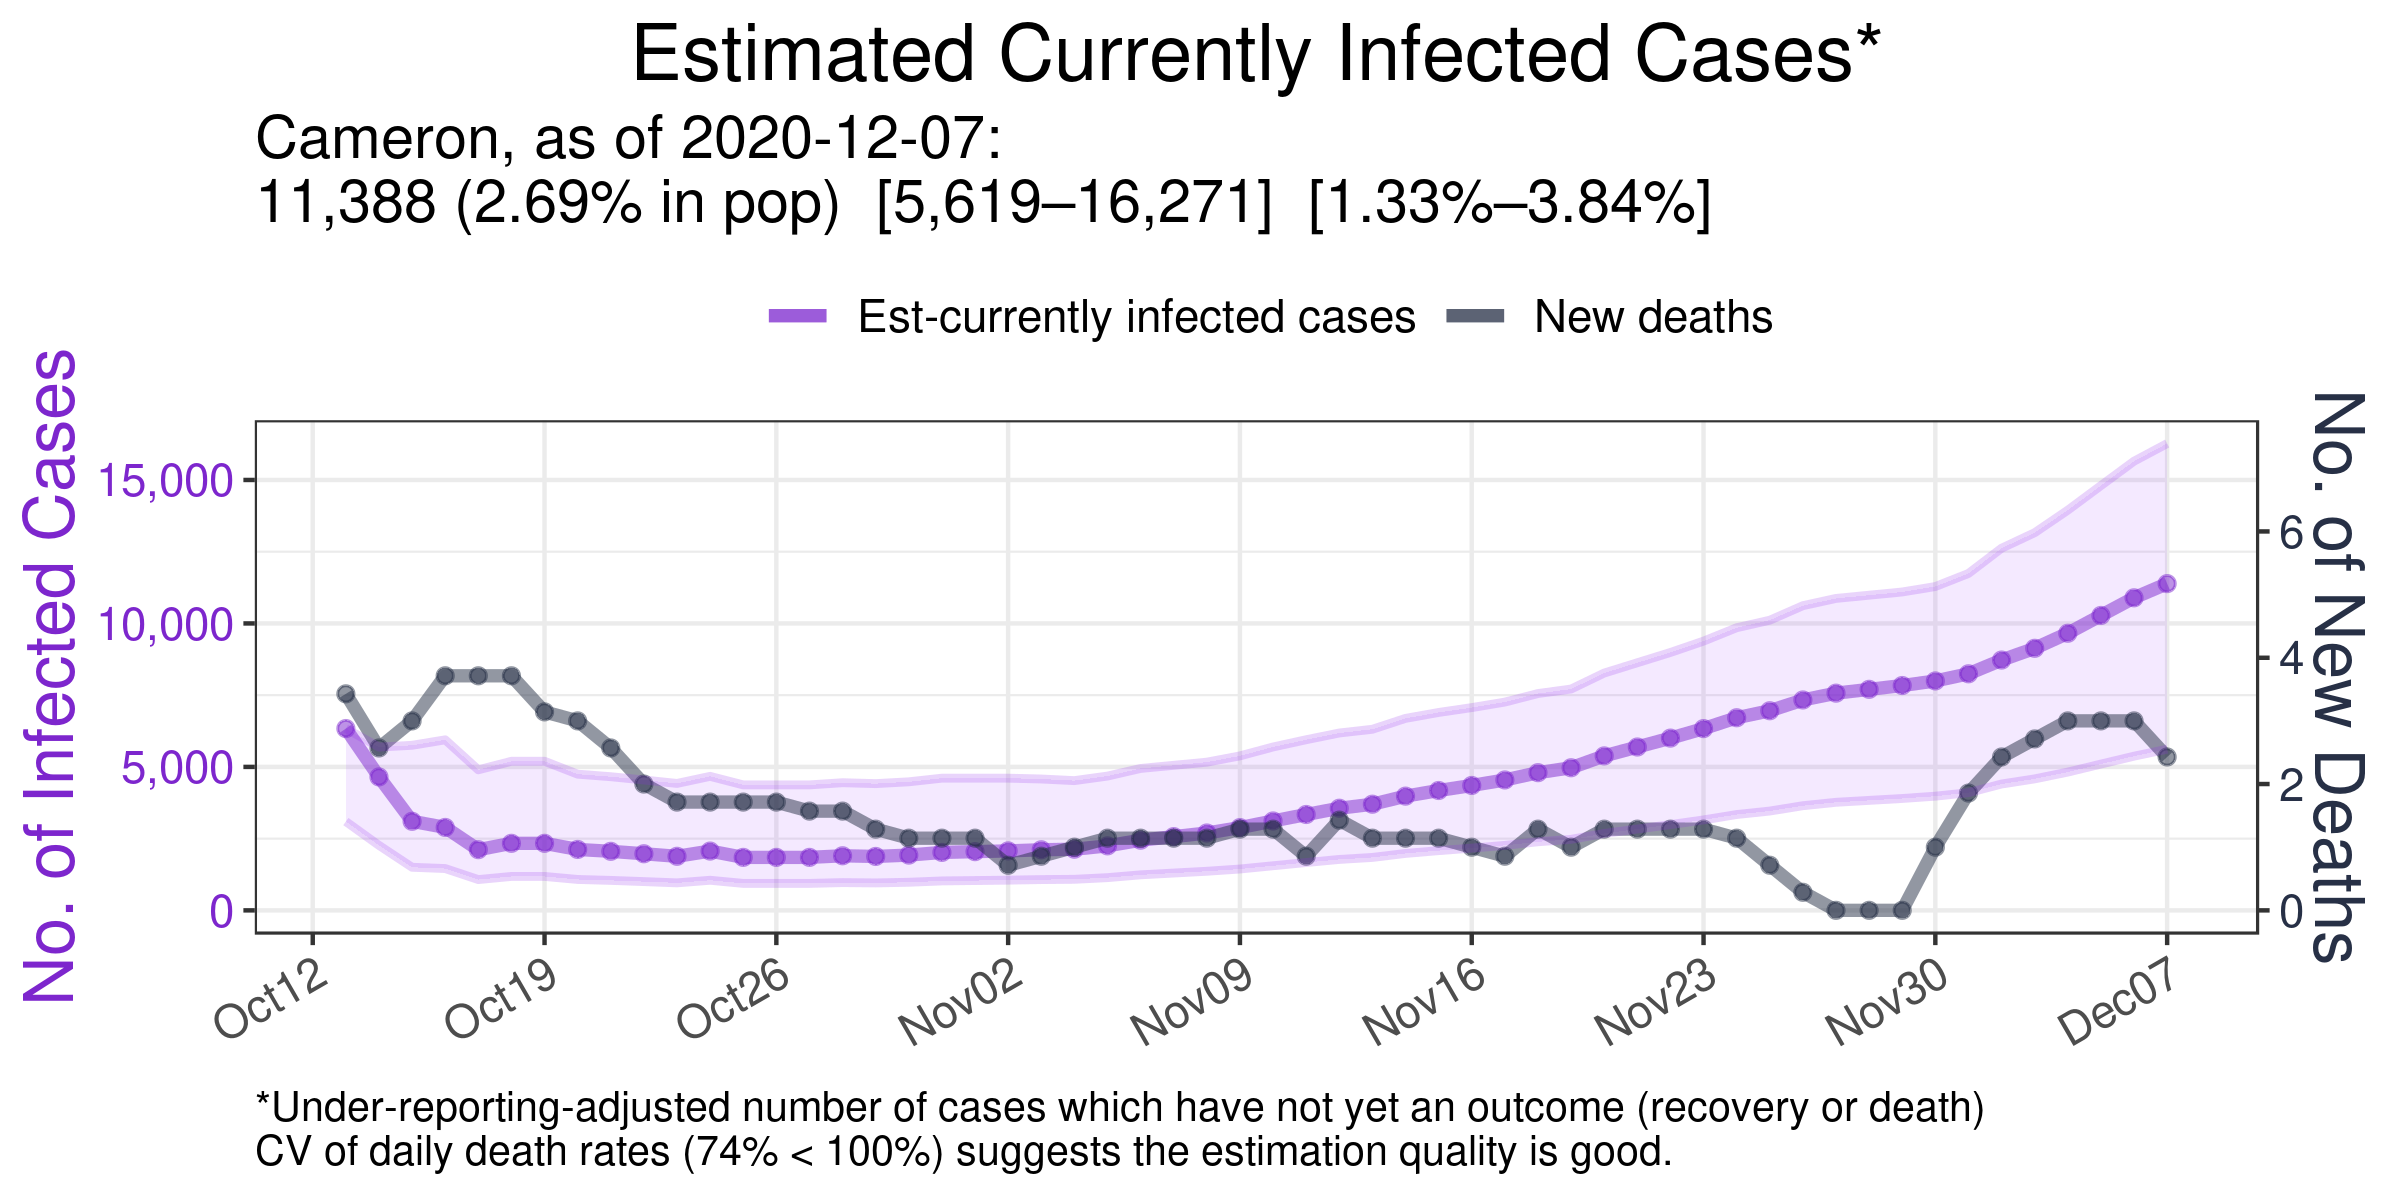 Estimated Currently Infected Cases*
Cameron, as of 2020-12-07:
11,388 (2.69% in pop)  [5,619–16,271]  [1.33%–3.84%]
Est-currently infected cases
New deaths
No. of Infected Cases
15,000
10,000
5,000
0
No. of New Deaths
6
4
2
0
Oct12
Oct19
Oct26
Nov02
Nov09
Nov16
Nov23
Nov30
Dec07
*Under-reporting-adjusted number of cases which have not yet an outcome (recovery or death)
CV of daily death rates (74% < 100%) suggests the estimation quality is good.